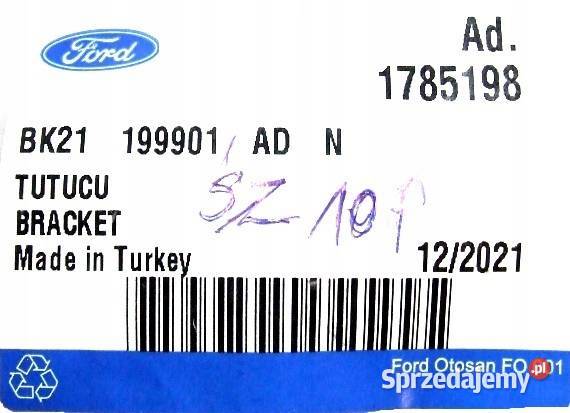 Ford
Ad.
1785198
BK21 199901 AD N
TUTUCU
BRACKET
Made in Turkey
12/2021
Ford Otosan
Sprzedajemy.pl